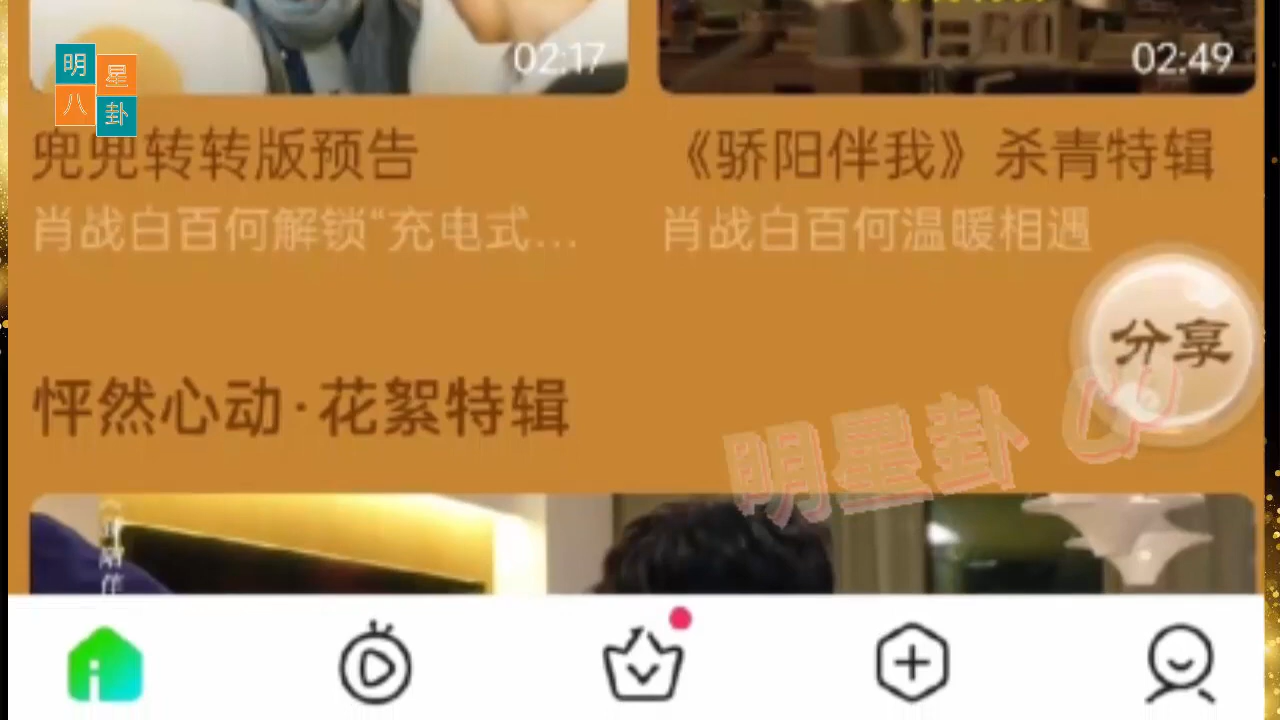 02:17
02:49
明星
八卦
兜兜转转版预告
《骄阳伴我》杀青特辑
肖战白百何解锁“充电式...
肖战白百何温暖相遇
分享
怦然心动·花絮特辑
明星卦